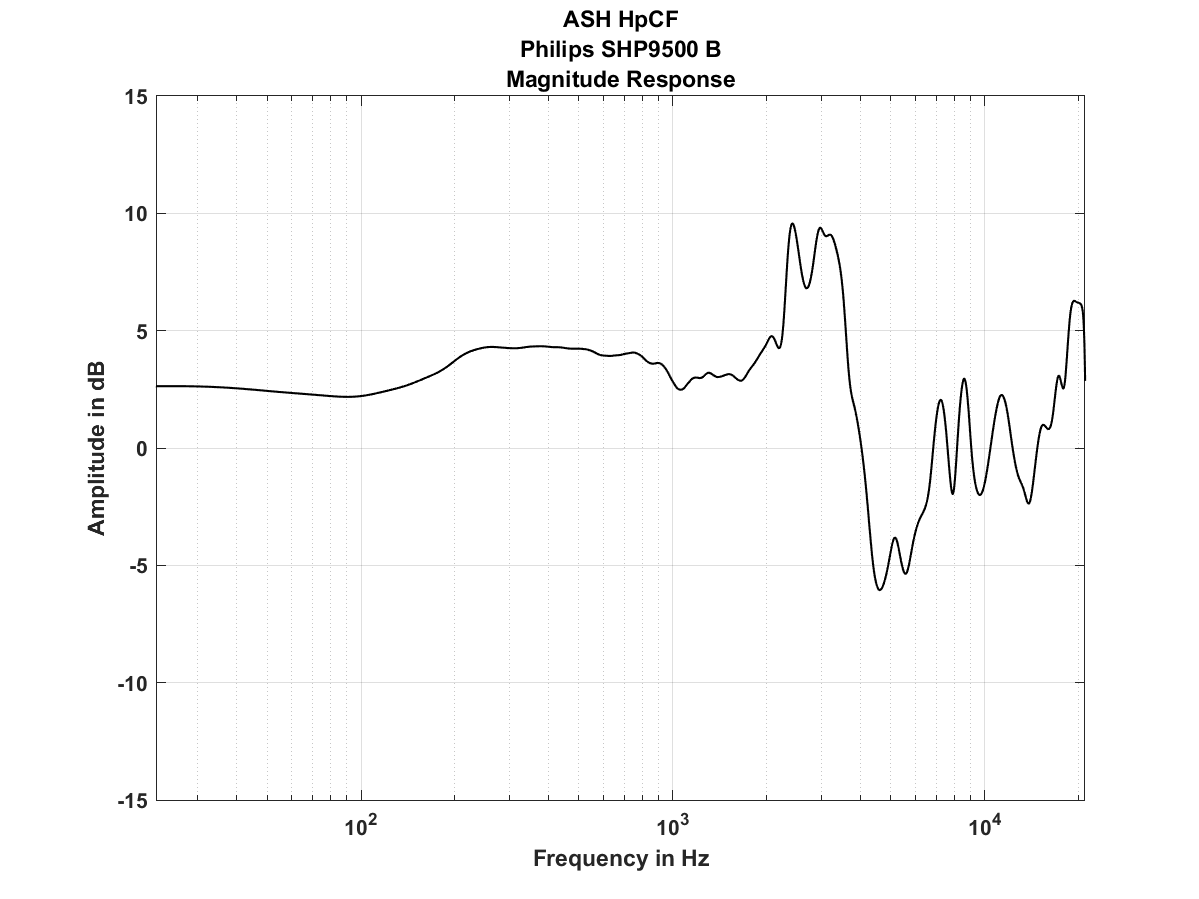 ASH HpCF
Philips SHP9500 B
Magnitude Response
15
10
5
0
-5
-10
-15
Amplitude in dB
10²
10³
10⁴
Frequency in Hz